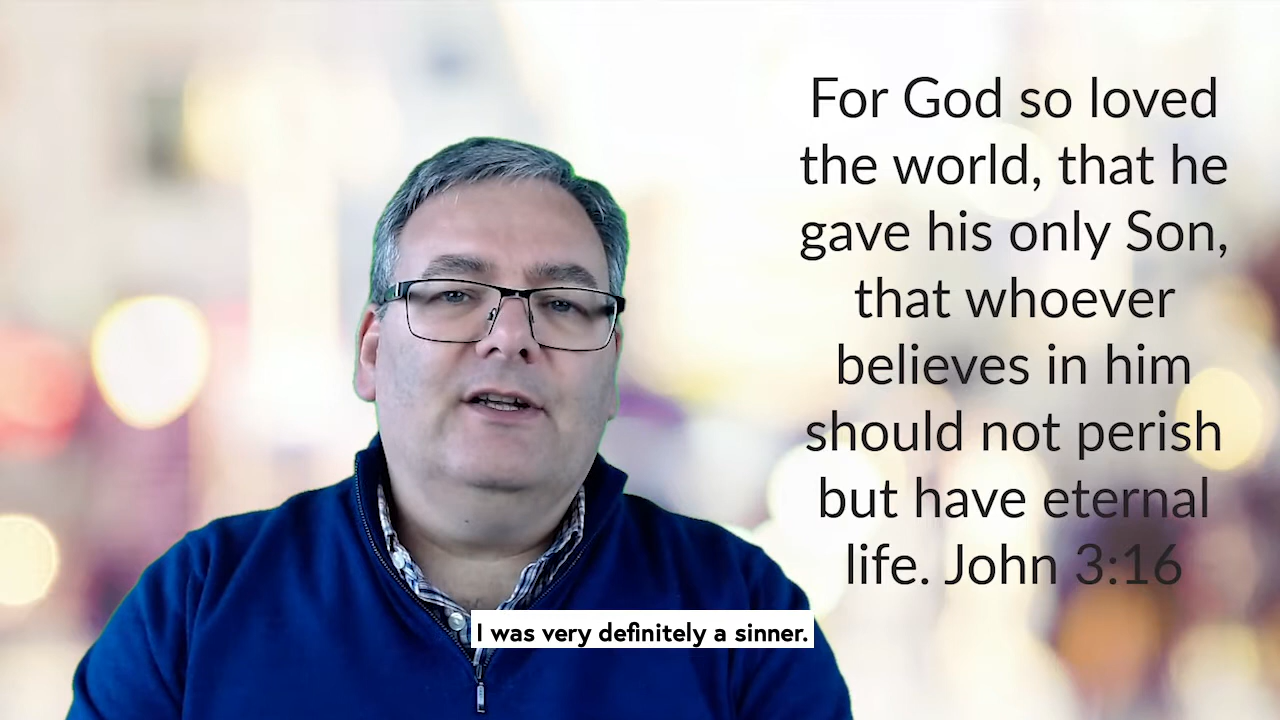 For God so loved
the world, that he
gave his only Son,
that whoever
believes in him
should not perish
but have eternal
life. John 3:16
I was very definitely a sinner.